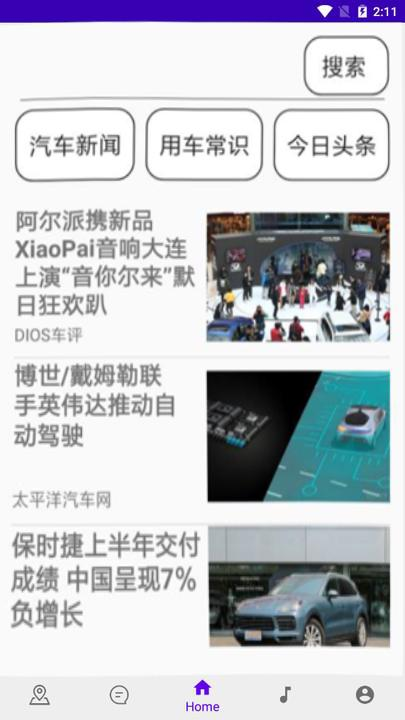 2:11
搜索
汽车新闻
用车常识
今日头条
阿尔派携新品
XiaoPai音响大连
上演“音你尔来”默
日狂欢趴
DIOS车评
博世/戴姆勒联
手英伟达推动自
动驾驶
太平洋汽车网
保时捷上半年交付
成绩 中国呈现7%
负增长
Home